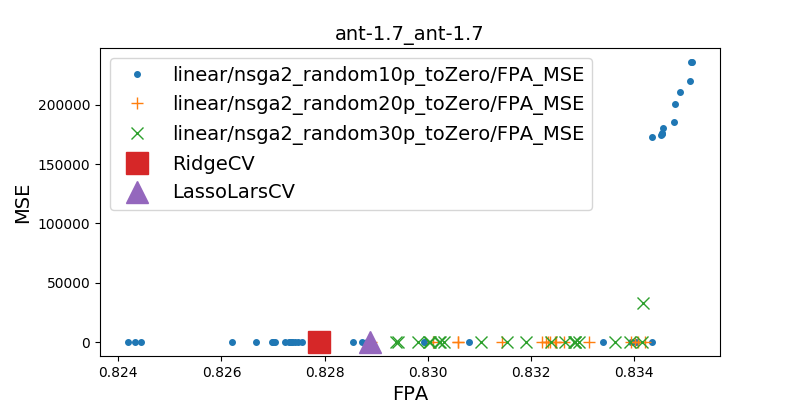 ant-1.7_ant-1.7
linear/nsga2_random10p_toZero/FPA_MSE
linear/nsga2_random20p_toZero/FPA_MSE
linear/nsga2_random30p_toZero/FPA_MSE
RidgeCV
LassoLarsCV
MSE
200000
150000
100000
50000
0
0.824 0.826 0.828 0.830 0.832 0.834
FPA